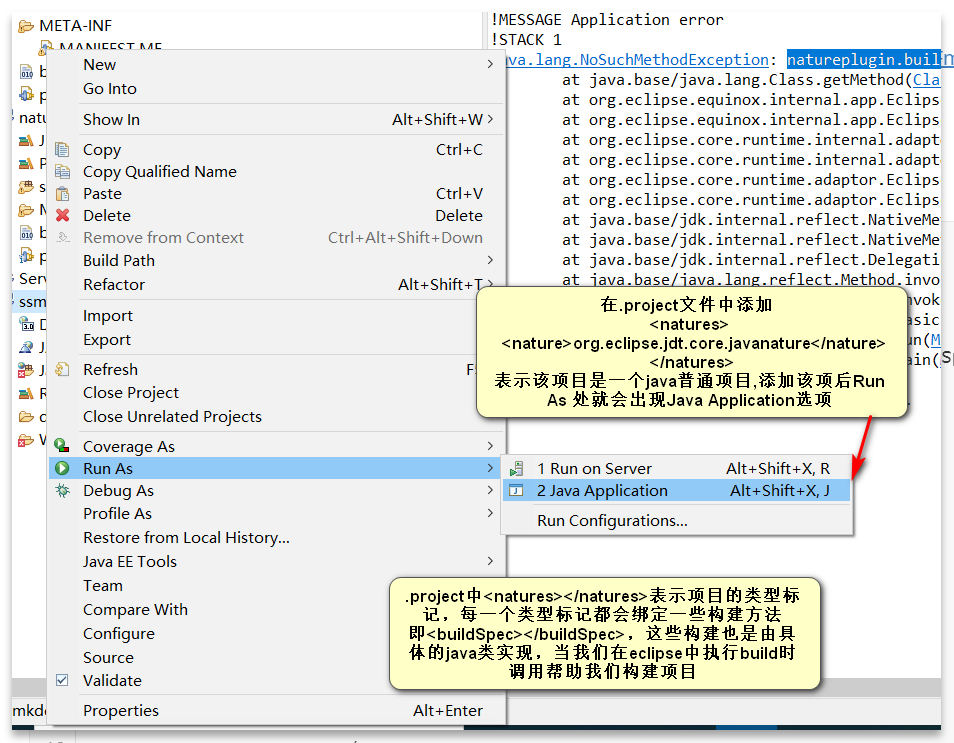 META-INF
MANIFEST.MF
!MESSAGE Application error
!STACK 1
java.lang.NoSuchMethodException: natureplugin.buil
at java.base/java.lang.Class.getMethod(Cla
at org.eclipse.equinox.internal.app.Eclips
at org.eclipse.equinox.internal.app.Eclips
at org.eclipse.core.runtime.internal.adapt
at org.eclipse.core.runtime.internal.adapt
at org.eclipse.core.runtime.adaptor.Eclips
at org.eclipse.core.runtime.adaptor.Eclips
at java.base/jdk.internal.reflect.NativeMe
at java.base/jdk.internal.reflect.NativeMe
at java.base/jdk.internal.reflect.Delegati
at java.base/java.lang.reflect.Method.invo
New
Go Into
Show In Alt+Shift+W
Copy Ctrl+C
Copy Qualified Name
Paste Ctrl+V
Delete Delete
Remove from Context Ctrl+Alt+Shift+Down
Build Path
Refactor Alt+Shift+T
Import
Export
Refresh
Close Project
Close Unrelated Projects
Coverage As
Run As
Debug As
Profile As
Restore from Local History...
Java EE Tools
Team
Compare With
Configure
Source
Validate
Properties Alt+Enter
在.project文件中添加
<natures>
<nature>org.eclipse.jdt.core.javanature</nature>
</natures>
表示该项目是一个java普通项目,添加该项后Run
As 处就会出现Java Application选项
1 Run on Server Alt+Shift+X, R
2 Java Application Alt+Shift+X, J
Run Configurations...
.project中<natures></natures>表示项目的类型标
记，每一个类型标记都会绑定一些构建方法
即<buildSpec></buildSpec>，这些构建也是由具
体的java类实现，当我们在eclipse中执行build时
调用帮助我们构建项目